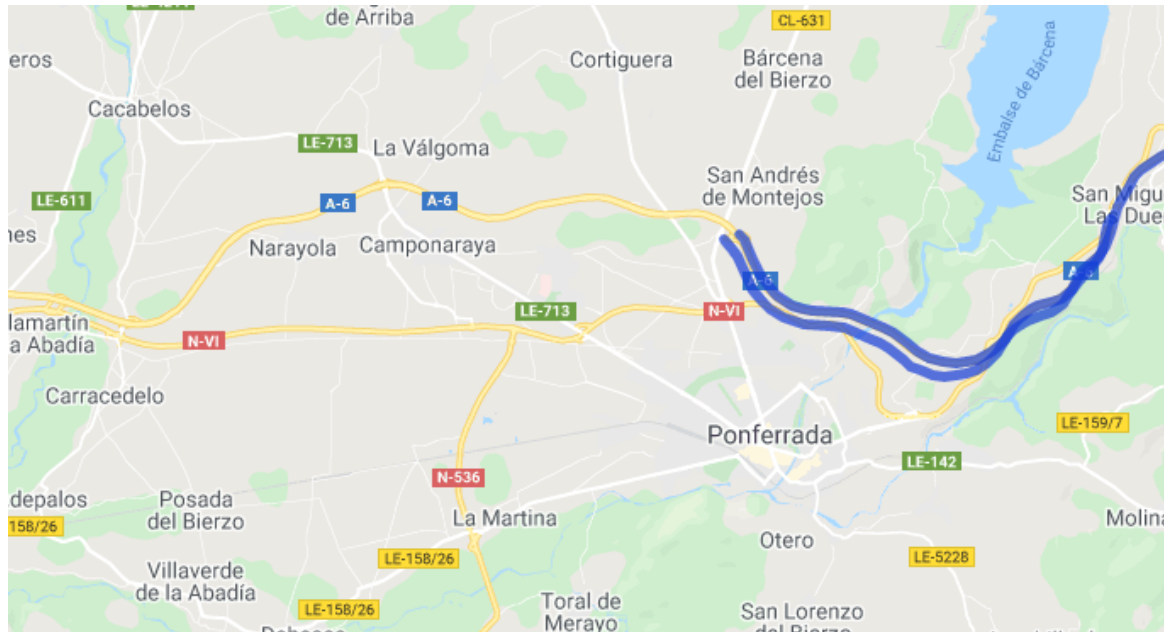 de Arriba
CL-631
eros
Cortiguera
Bárcena
del Bierzo
Cacabelos
Embalse de Bárcena
LE-713
La Válgoma
San Andrés
de Montejos
LE-611
A-6
A-6
San Migu
Las Due
nes
Narayola
Camponaraya
A-6
LE-713
N-VI
lamartín
a Abadía
N-VI
Carracedelo
LE-159/7
Ponferrada
LE-142
N-536
depalos
Posada
del Bierzo
158/26
La Martina
Molina
Otero
LE-158/26
LE-5228
Villaverde
de la Abadía
LE-158/26
Toral de
Merayo
San Lorenzo
del Bierzo